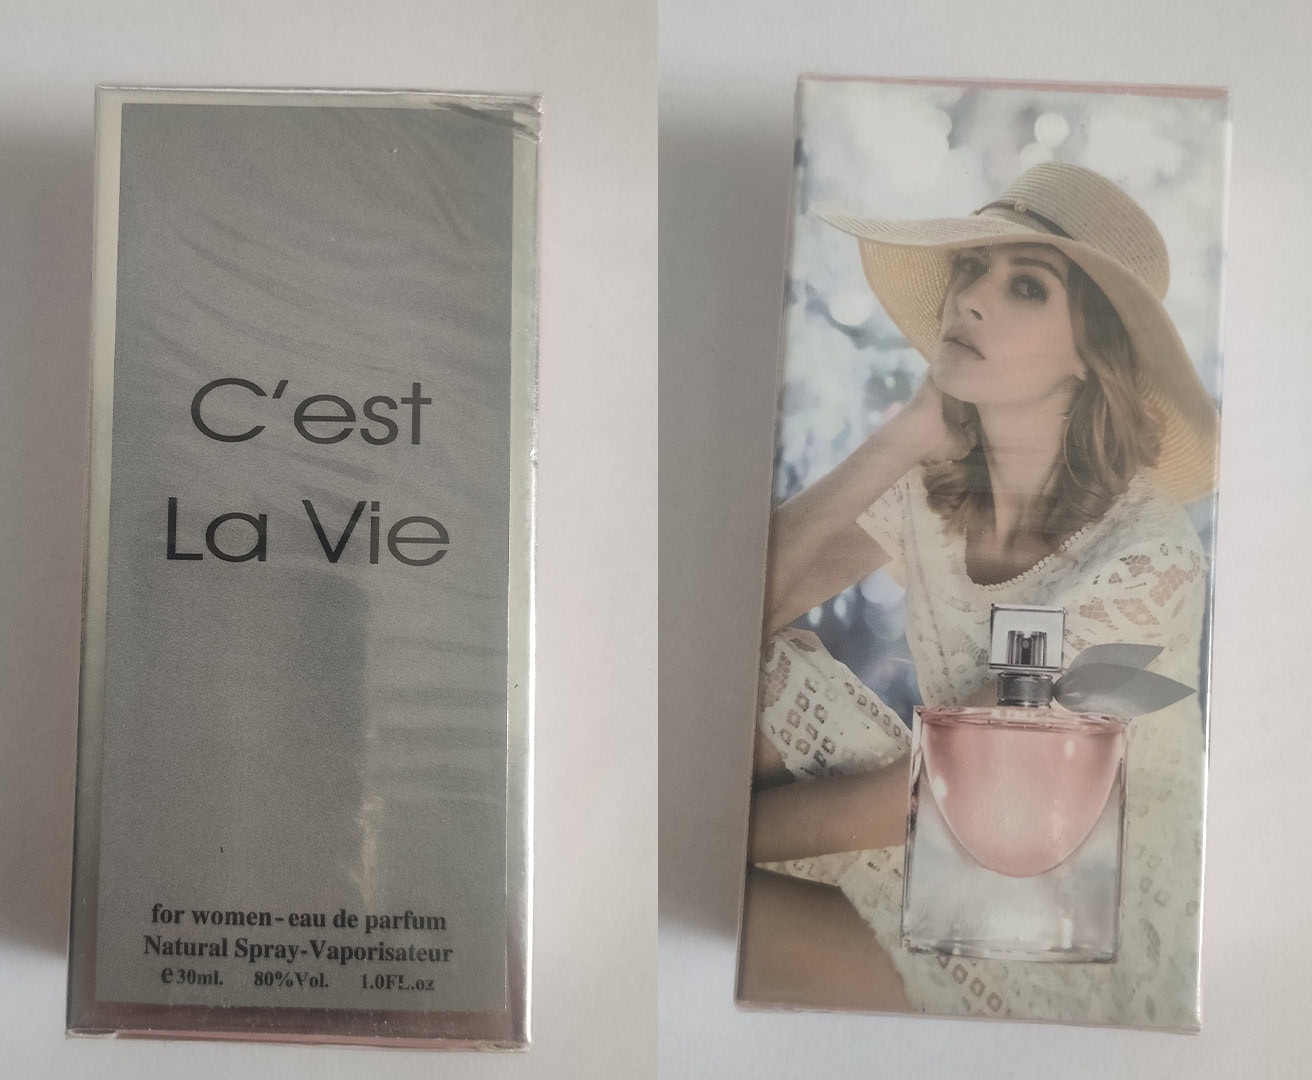 C'est
La Vie
for women-eau de parfum
Natural Spray-Vaporisateur
e 30ml. 80%Vol. 1.0FL.oz